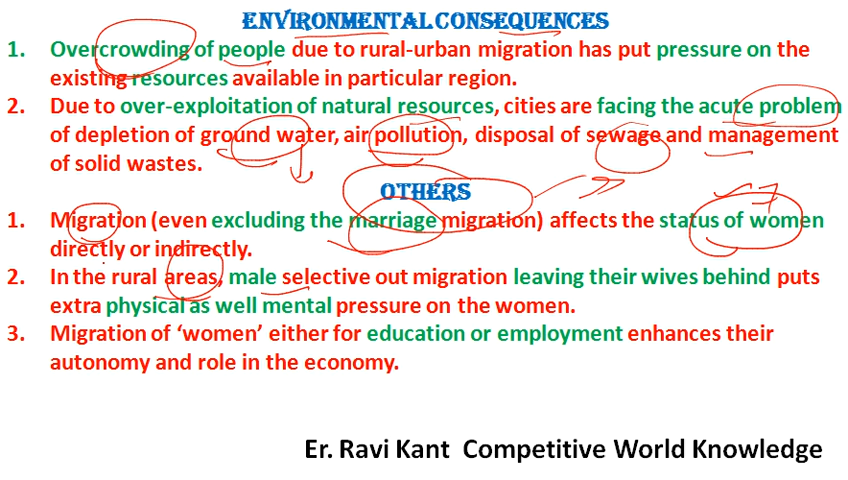 ENVIRONMENTAL CONSEQUENCES
1. Overcrowding of people due to rural-urban migration has put pressure on the
existing resources available in particular region.
2. Due to over-exploitation of natural resources, cities are facing the acute problem
of depletion of ground water, air pollution, disposal of sewage and management
of solid wastes.
OTHERS
1. Migration (even excluding the marriage migration) affects the status of women
directly or indirectly.
2. In the rural areas, male selective out migration leaving their wives behind puts
extra physical as well mental pressure on the women.
3. Migration of ‘women’ either for education or employment enhances their
autonomy and role in the economy.
Er. Ravi Kant Competitive World Knowledge